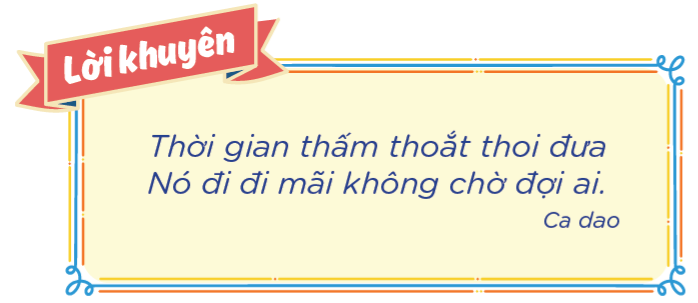 Lời khuyên
Thời gian thấm thoắt thoi đưa
Nó đi đi mãi không chờ đợi ai.
Ca dao